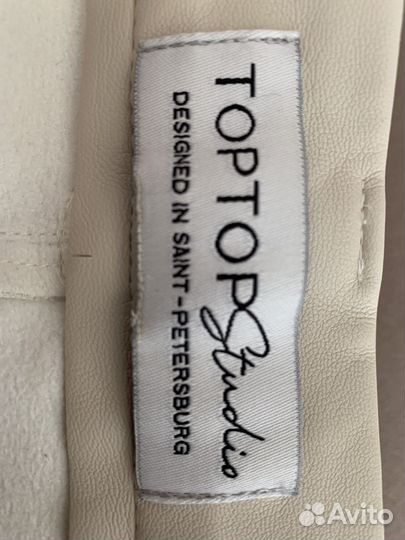 TOPTOP Studio
DESIGNED IN SAINT-PETERSBURG
Avito